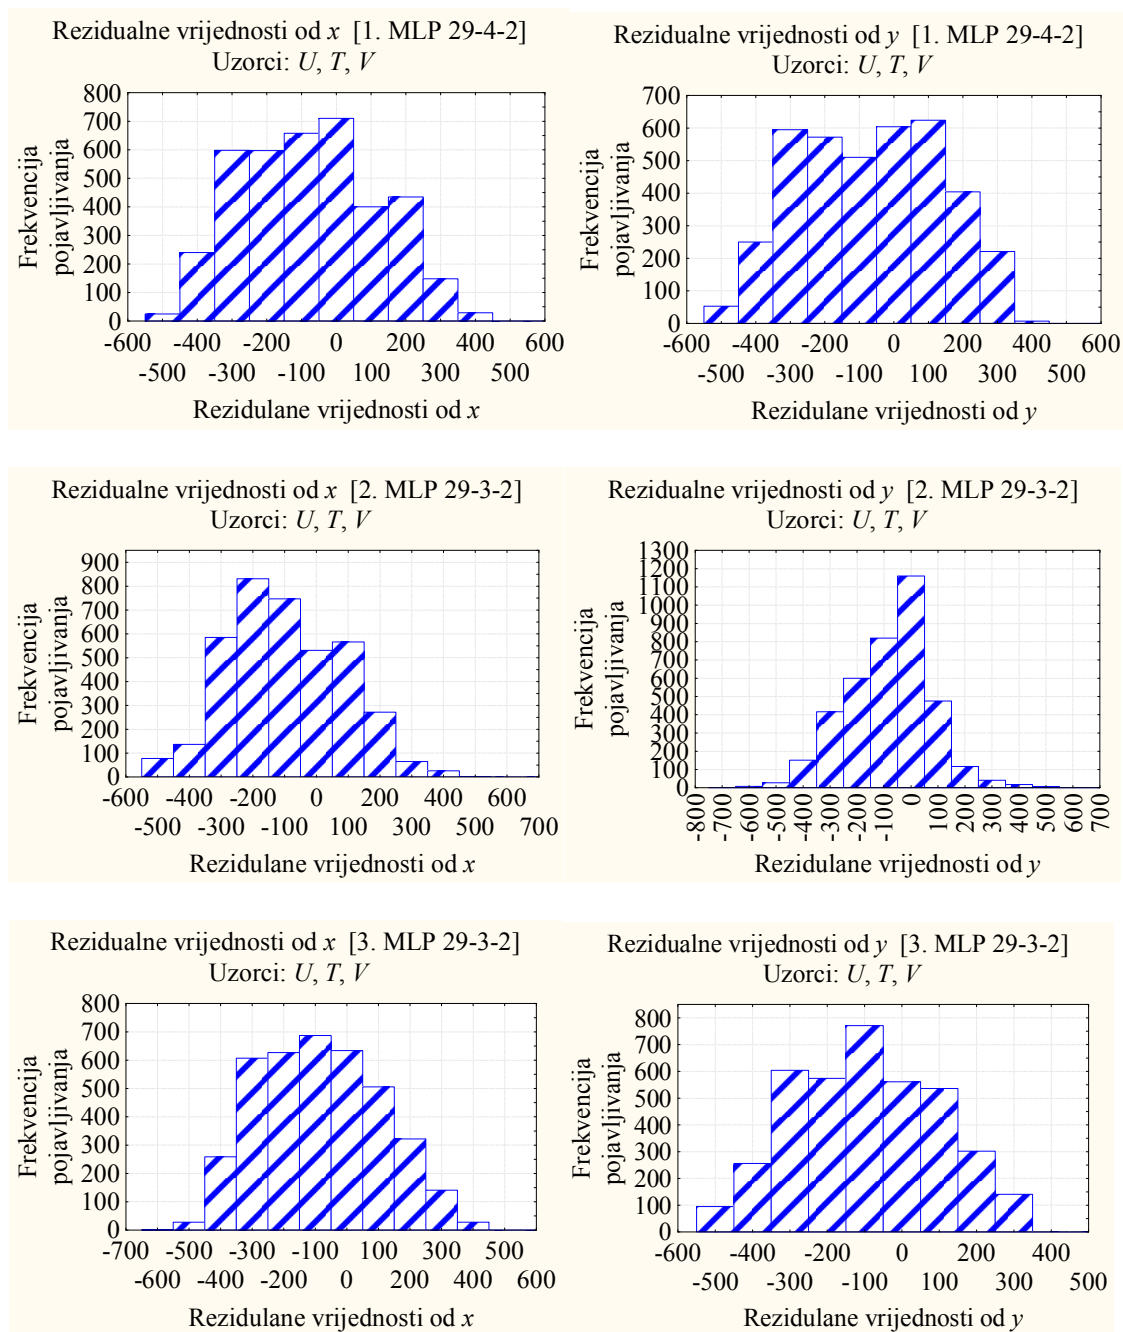 Rezidualne vrijednosti od x [1. MLP 29-4-2]
Uzorci: U, T, V
800
700
600
500
400
300
200
100
0
Frekvencija
pojavljivanja
-600 -400 -200 0 200 400 600
-500 -300 -100 100 300 500
Rezidulane vrijednosti od x
Rezidualne vrijednosti od y [1. MLP 29-4-2]
Uzorci: U, T, V
700
600
500
400
300
200
100
0
Frekvencija
pojavljivanja
-600 -400 -200 0 200 400 600
-500 -300 -100 100 300 500
Rezidulane vrijednosti od y
Rezidualne vrijednosti od x [2. MLP 29-3-2]
Uzorci: U, T, V
900
800
700
600
500
400
300
200
100
0
Frekvencija
pojavljivanja
-600 -400 -200 0 200 400 600
-500 -300 -100 100 300 500 700
Rezidulane vrijednosti od x
Rezidualne vrijednosti od y [2. MLP 29-3-2]
Uzorci: U, T, V
1300
1200
1100
1000
900
800
700
600
500
400
300
200
100
0
Frekvencija
pojavljivanja
-800 -700 -600 -500 -400 -300 -200 -100 0 100 200 300 400 500 600 700
Rezidulane vrijednosti od y
Rezidualne vrijednosti od x [3. MLP 29-3-2]
Uzorci: U, T, V
800
700
600
500
400
300
200
100
0
Frekvencija
pojavljivanja
-700 -500 -300 -100 100 300 500
-600 -400 -200 0 200 400 600
Rezidulane vrijednosti od x
Rezidualne vrijednosti od y [3. MLP 29-3-2]
Uzorci: U, T, V
800
700
600
500
400
300
200
100
0
Frekvencija
pojavljivanja
-600 -400 -200 0 200 400
-500 -300 -100 100 300 500
Rezidulane vrijednosti od y